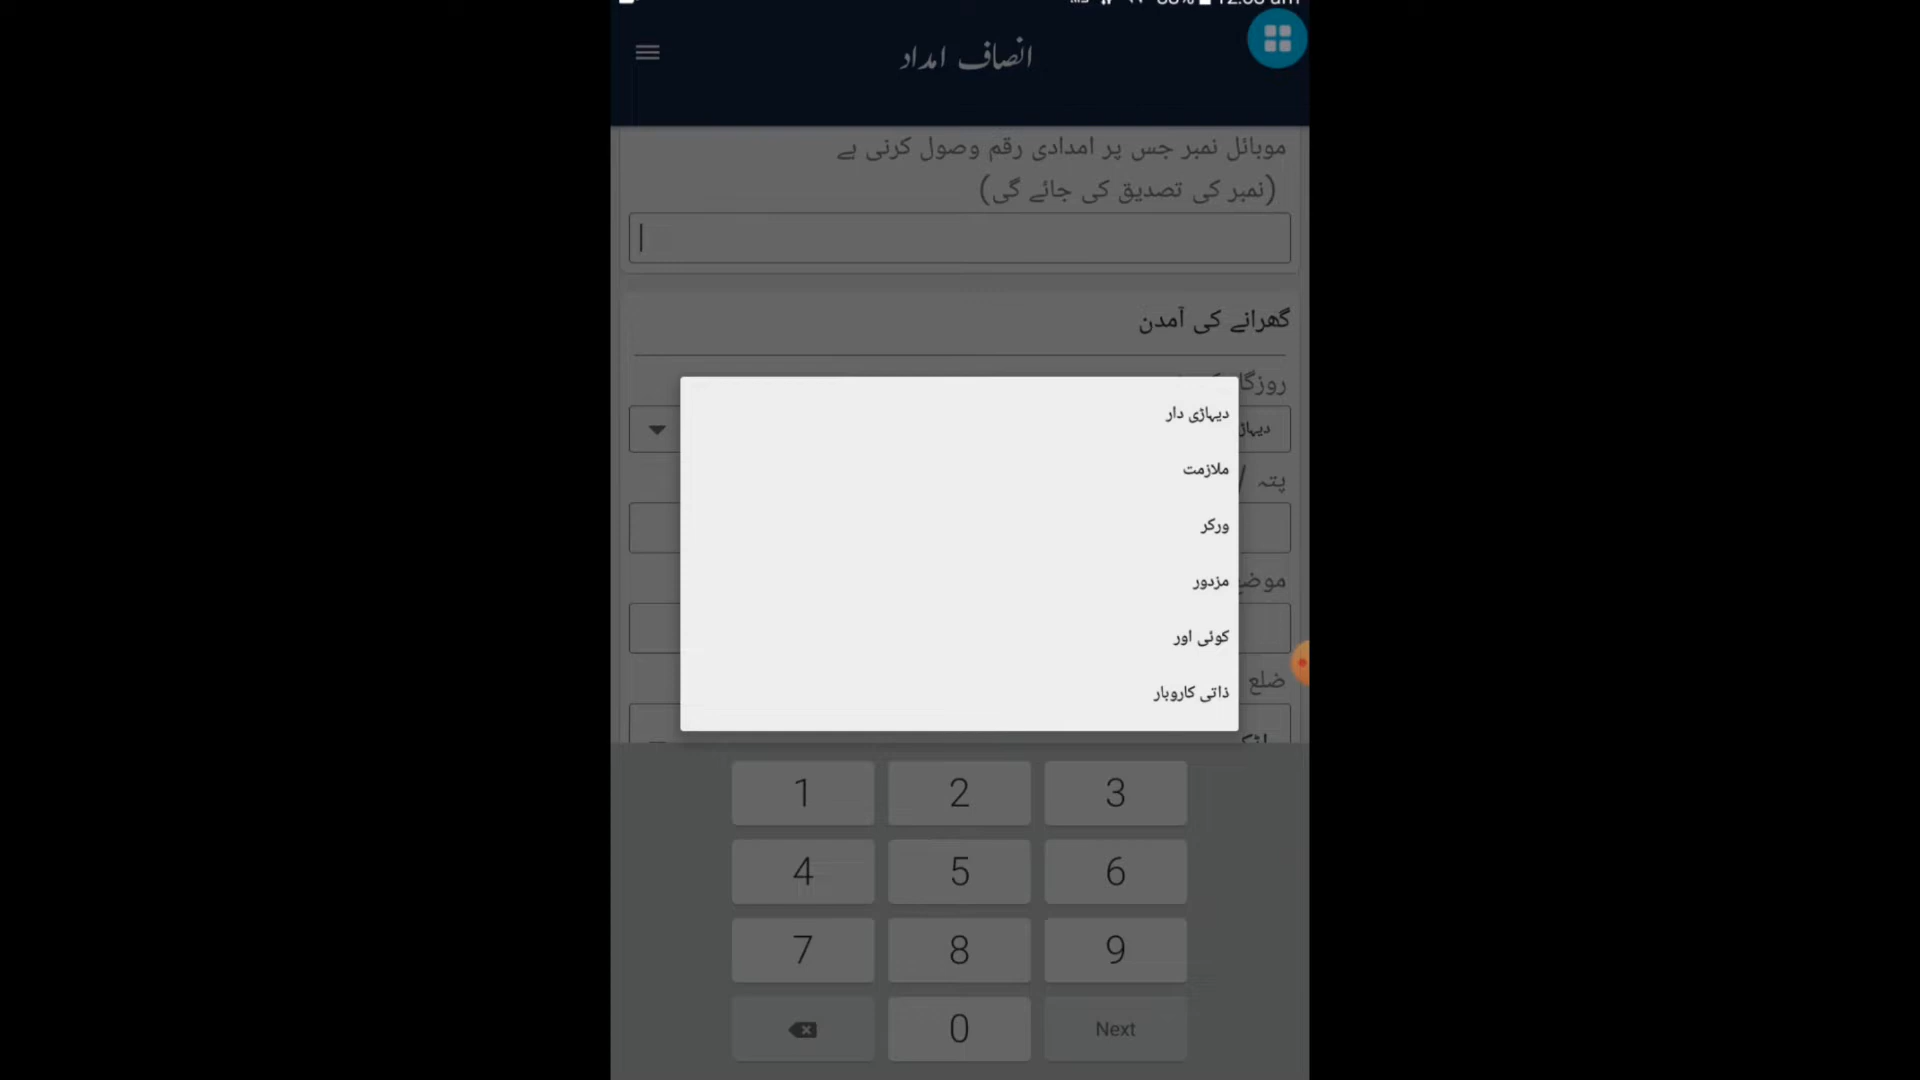 انصاف امداد
موبائل نمبر جس پر امدادی رقم وصول کرنی ہے
(نمبر کی تصدیق کی جائے گی)
گھرانے کی آمدن
دیہاڑی دار
ملازمت
ورکر
مزدور
کوئی اور
ذاتی کاروبار
پتہ /
موضع
ضلع
1 2 3
4 5 6
7 8 9
0 Next